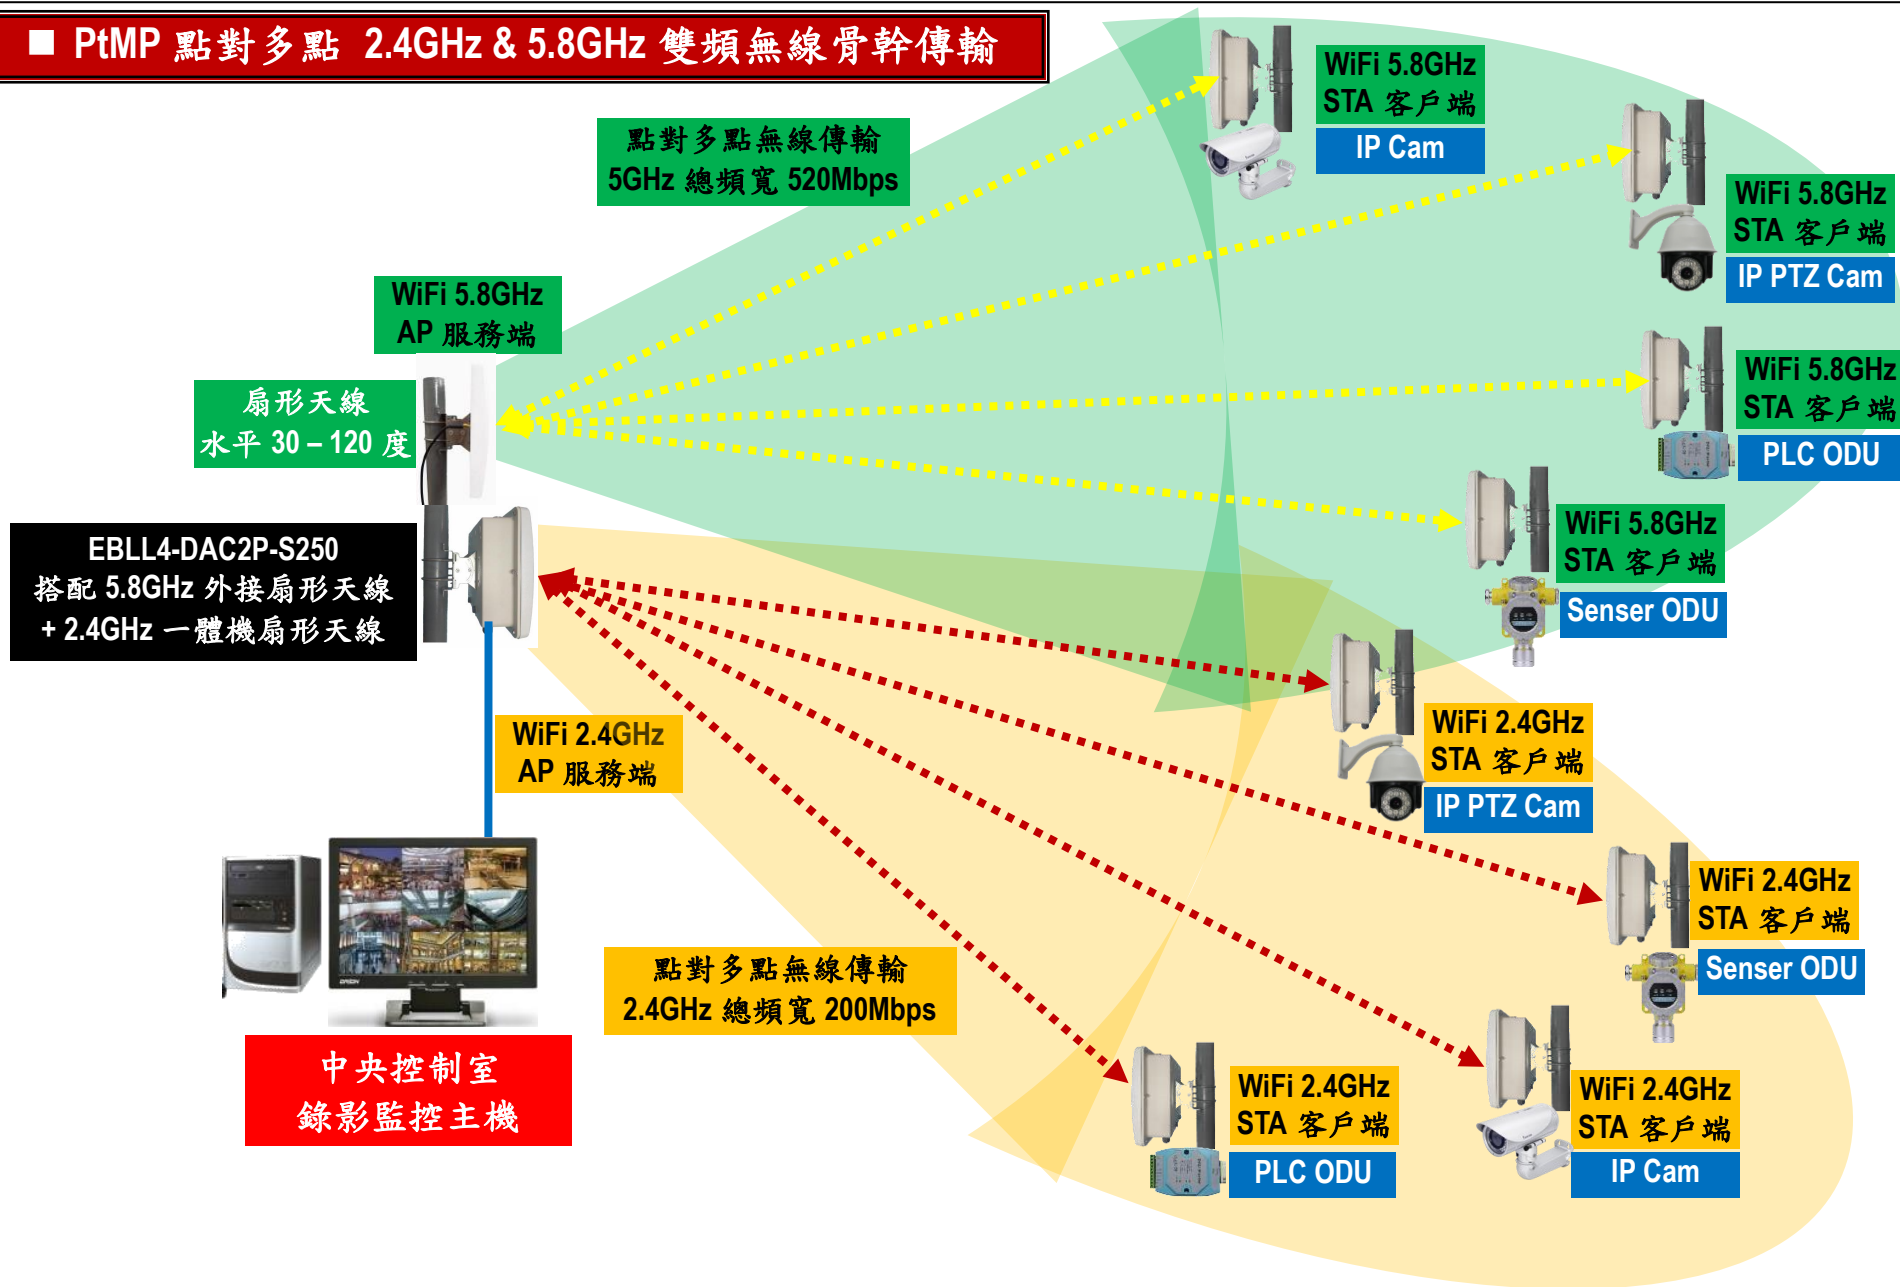 ■ PtMP 點對多點 2.4GHz & 5.8GHz 雙頻無線骨幹傳輸
WiFi 5.8GHz
STA 客戶端
IP Cam
點對多點無線傳輸
5GHz 總頻寬 520Mbps
WiFi 5.8GHz
STA 客戶端
IP PTZ Cam
WiFi 5.8GHz
AP 服務端
扇形天線
水平 30 – 120 度
WiFi 5.8GHz
STA 客戶端
PLC ODU
WiFi 5.8GHz
STA 客戶端
Senser ODU
EBLL4-DAC2P-S250
搭配 5.8GHz 外接扇形天線
+ 2.4GHz 一體機扇形天線
WiFi 2.4GHz
AP 服務端
WiFi 2.4GHz
STA 客戶端
IP PTZ Cam
WiFi 2.4GHz
STA 客戶端
Senser ODU
點對多點無線傳輸
2.4GHz 總頻寬 200Mbps
中央控制室
錄影監控主機
WiFi 2.4GHz
STA 客戶端
PLC ODU
WiFi 2.4GHz
STA 客戶端
IP Cam